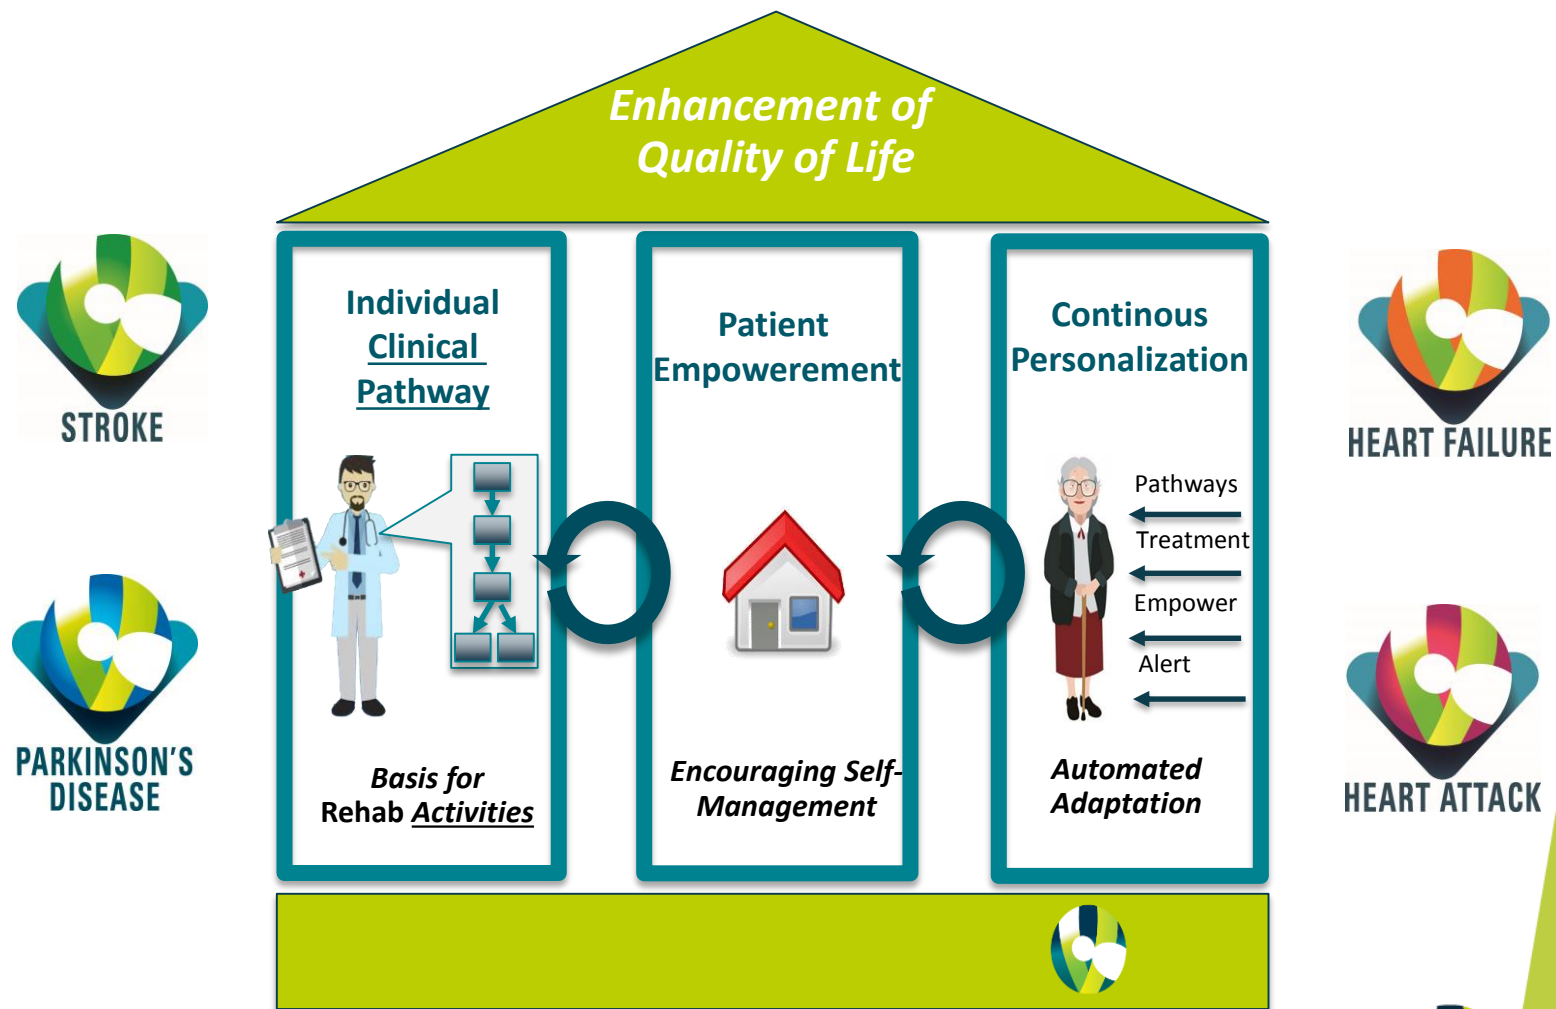 Enhancement of
Quality of Life
STROKE
PARKINSON'S
DISEASE
Individual
Clinical
Pathway
Basis for
Rehab Activities
Patient
Empowerement
Encouraging Self-
Management
Continous
Personalization
Pathways
Treatment
Empower
Alert
Automated
Adaptation
HEART FAILURE
HEART ATTACK